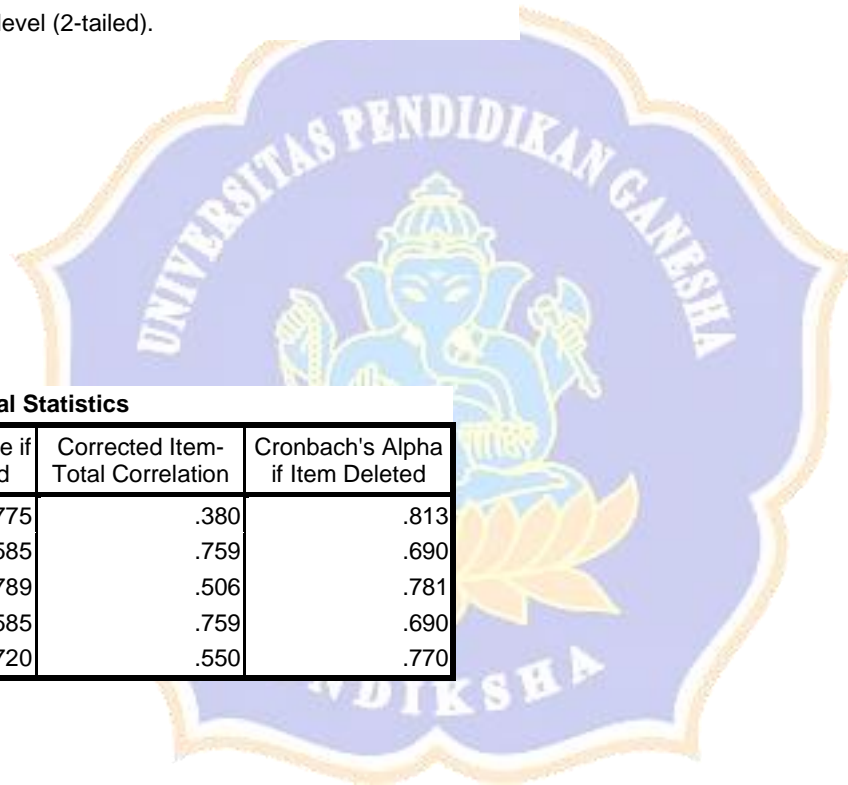 level (2-tailed).
UNIVERSITAS PENDIDIKAN GANESHA
al Statistics
e if Corrected Item- Cronbach's Alpha
d Total Correlation if Item Deleted
775 .380 .813
585 .759 .690
789 .506 .781
585 .759 .690
720 .550 .770
NDIKSHA